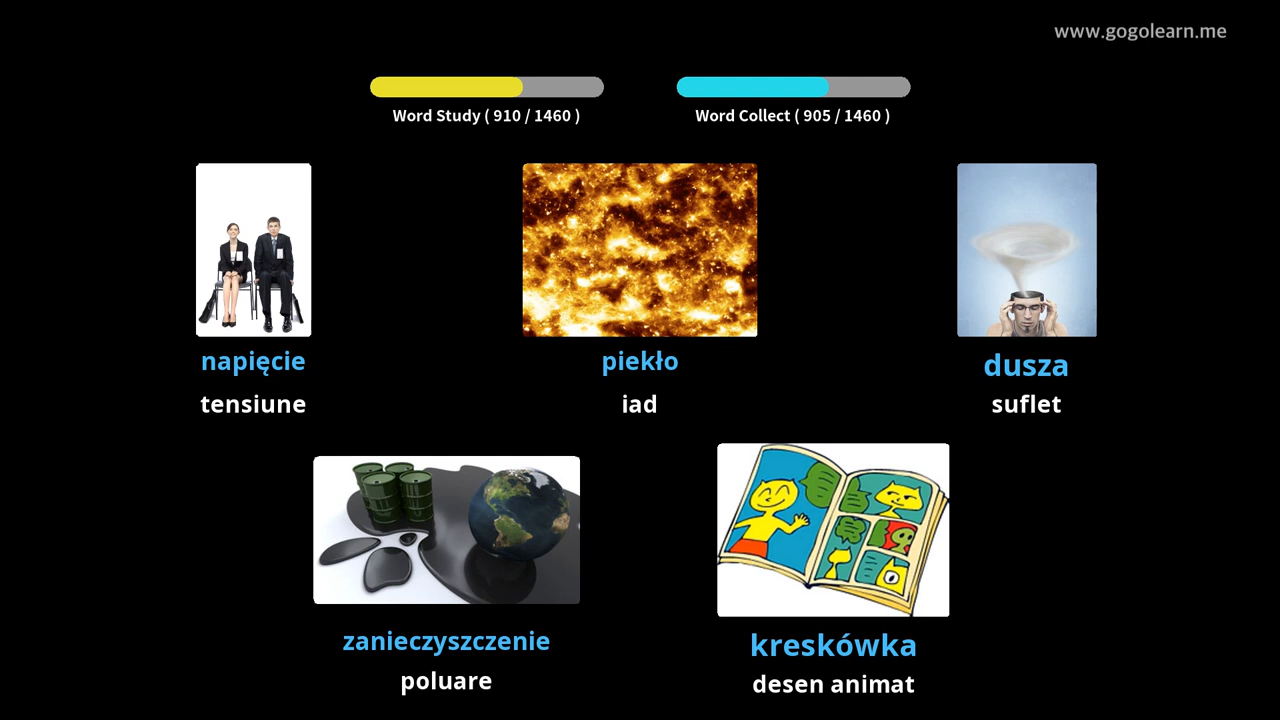 www.gogolearn.me
Word Study ( 910 / 1460 )
Word Collect ( 905 / 1460 )
napięcie
tensiune
piekło
iad
dusza
suflet
zanieczyszczenie
poluare
kreskówka
desen animat